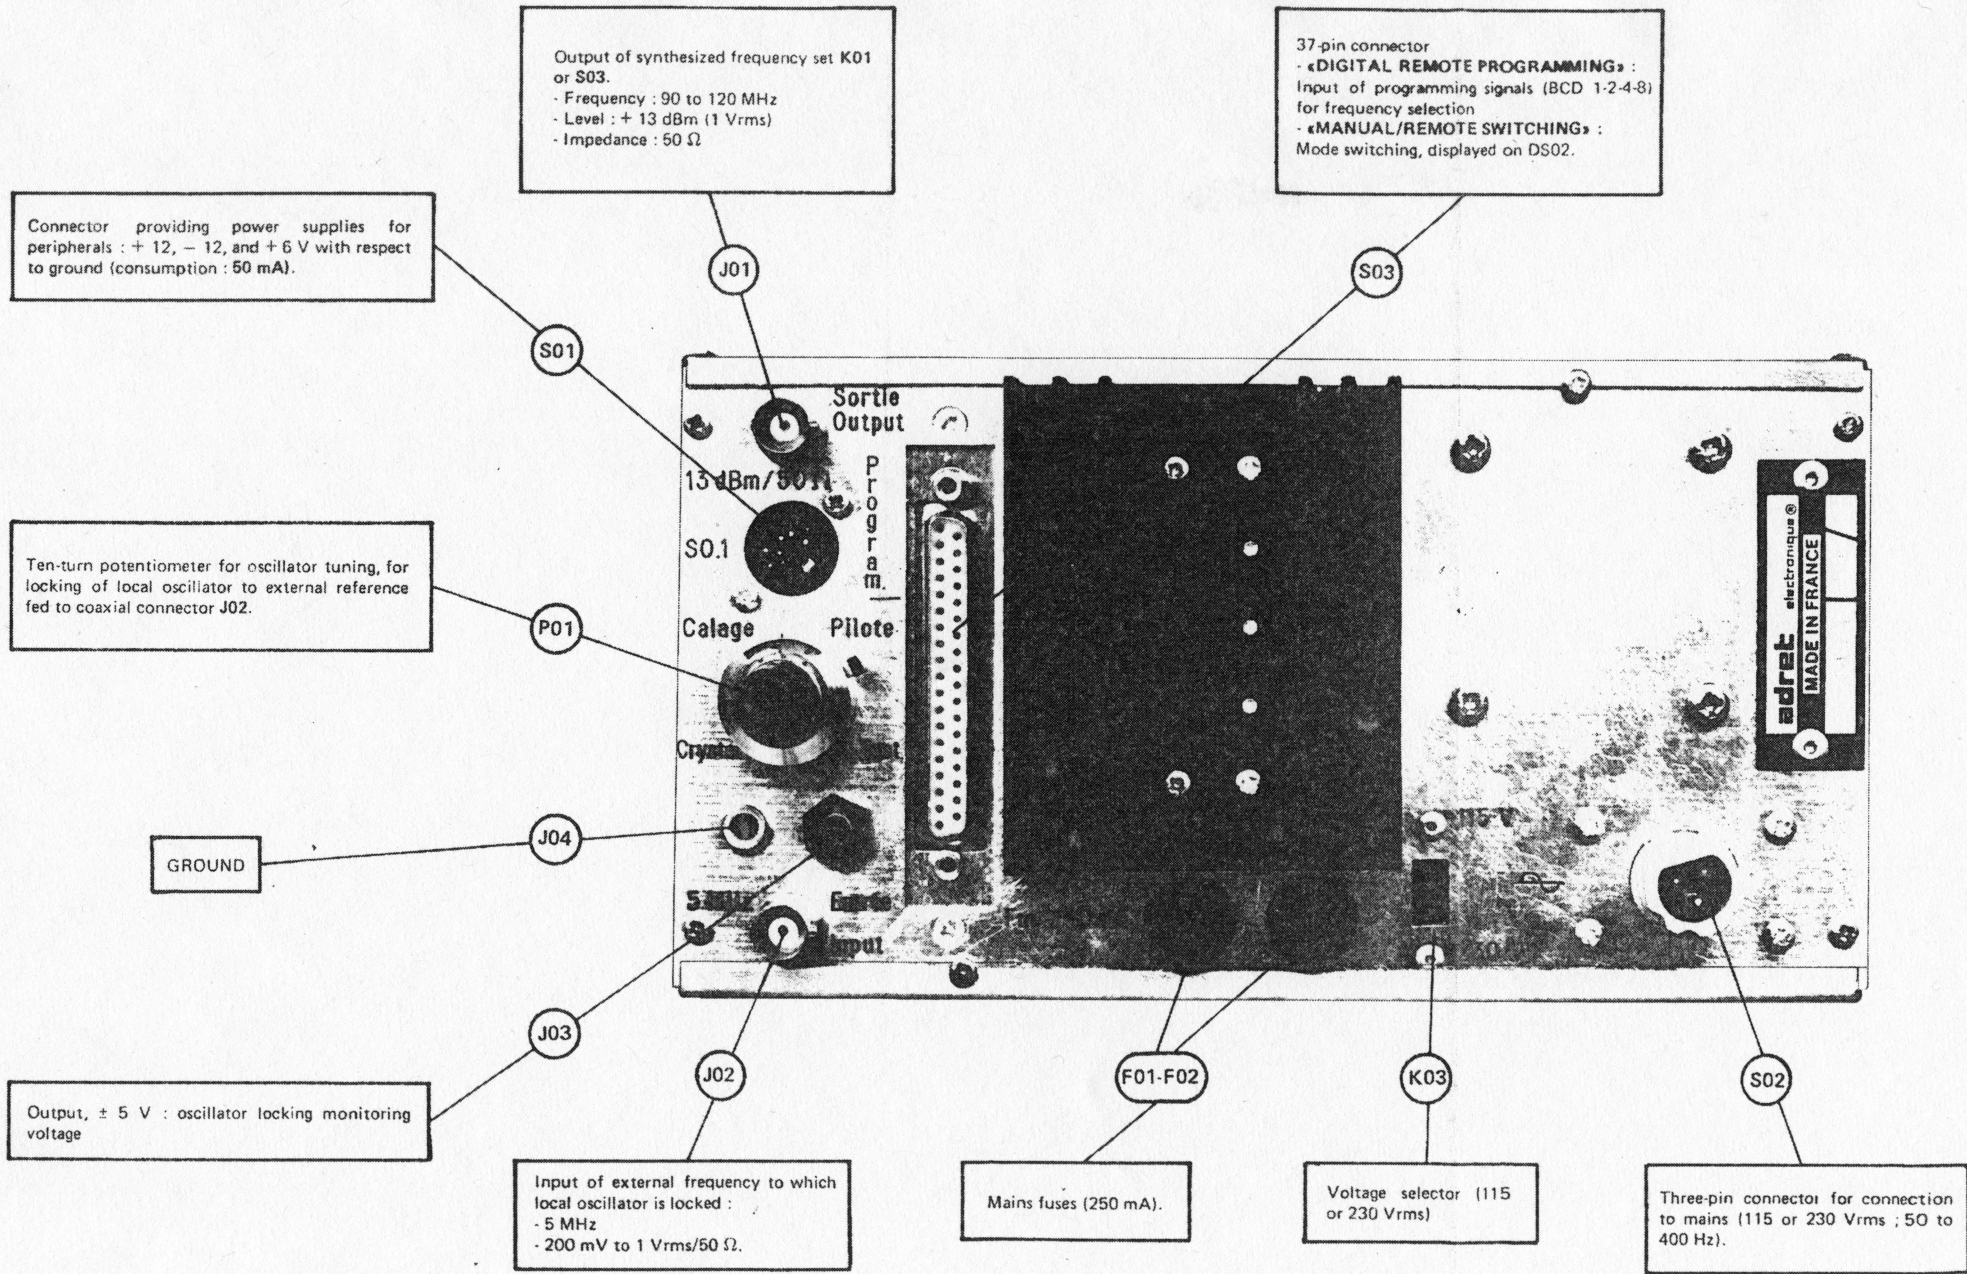 Output of synthesized frequency set K01
or S03.
- Frequency : 90 to 120 MHz
- Level : + 13 dBm (1 Vrms)
- Impedance : 50 Ω
37-pin connector
- «DIGITAL REMOTE PROGRAMMING» :
Input of programming signals (BCD 1-2-4-8)
for frequency selection
- «MANUAL/REMOTE SWITCHING» :
Mode switching, displayed on DS02.
Connector providing power supplies for
peripherals : + 12, − 12, and + 6 V with respect
to ground (consumption : 50 mA).
J01
S03
S01
Sortie
Output
13 dBm/50 Ω
Program.
S0.1
Ten-turn potentiometer for oscillator tuning, for
locking of local oscillator to external reference
fed to coaxial connector J02.
P01
Calage Pilote
adret electronique®
MADE IN FRANCE
GROUND
J04
115 V
5 MHz Entrée
Input
J03
J02
F01-F02
K03
S02
Output, ± 5 V : oscillator locking monitoring
voltage
Input of external frequency to which
local oscillator is locked :
- 5 MHz
- 200 mV to 1 Vrms/50 Ω.
Mains fuses (250 mA).
Voltage selector (115
or 230 Vrms)
Three-pin connector for connection
to mains (115 or 230 Vrms ; 50 to
400 Hz).